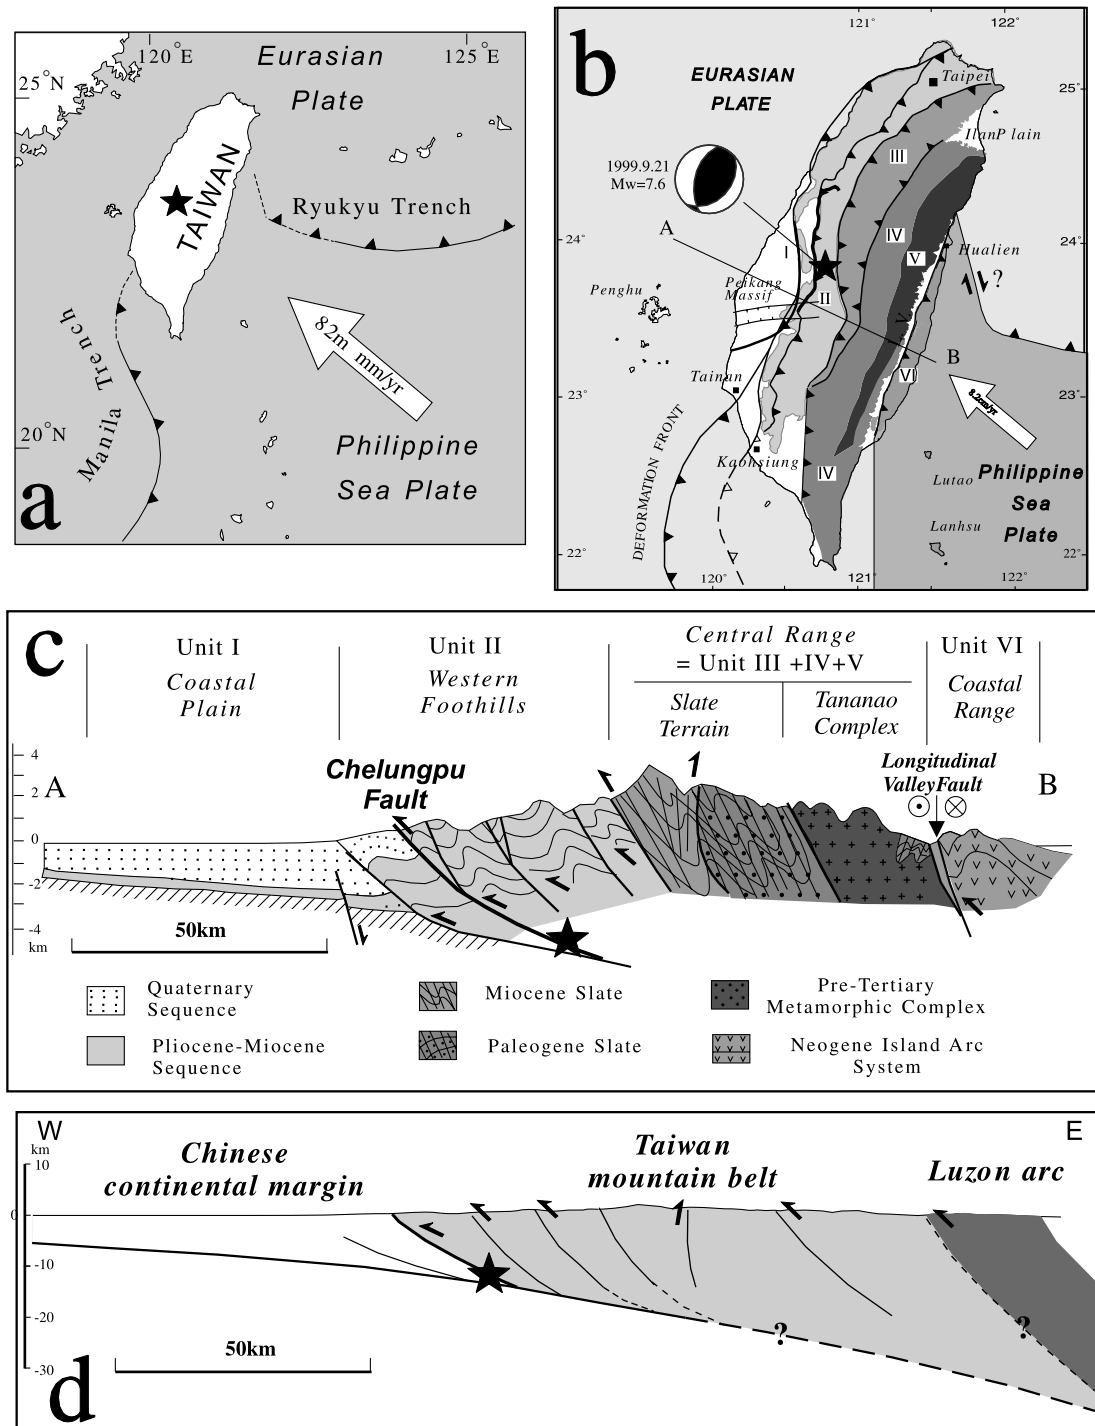 120°E
125°E
Eurasian
Plate
25°N
TAIWAN
Ryukyu Trench
82m mm/yr
Manila Trench
20°N
Philippine
Sea Plate
a
121°
122°
b
EURASIAN
PLATE
Taipei
25°
IlanP lain
1999.9.21
Mw=7.6
III
A
24°
24°
I
IV
V
Hualien
?
Penghu
Peikang
Massif
II
B
Tainan
VI
8.2cm/yr
23°
23°
DEFORMATION FRONT
Kaohsiung
IV
Lutao
Philippine
Sea
Plate
Lanhsu
22°
22°
120°
121°
122°
c
Unit I
Coastal
Plain
Unit II
Western
Foothills
Central Range
= Unit III +IV+V
Slate
Terrain
Tananao
Complex
Unit VI
Coastal
Range
4
2
0
-2
-4
km
A
Chelungpu
Fault
Longitudinal
ValleyFault
B
50km
Quaternary
Sequence
Miocene Slate
Pre-Tertiary
Metamorphic Complex
Pliocene-Miocene
Sequence
Paleogene Slate
Neogene Island Arc
System
W
E
km
10
0
-10
-20
-30
Chinese
continental margin
Taiwan
mountain belt
Luzon arc
?
?
50km
d